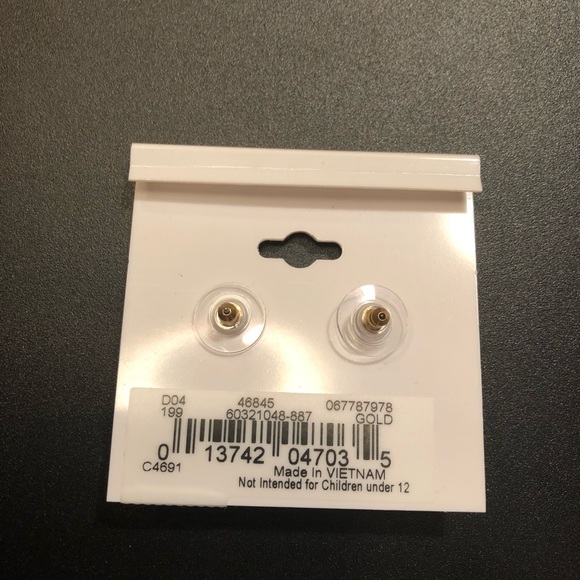 D04 46845 067787978
199 60321048-887 GOLD
0 13742 04703 5
C4691 Made In VIETNAM
Not Intended for Children under 12